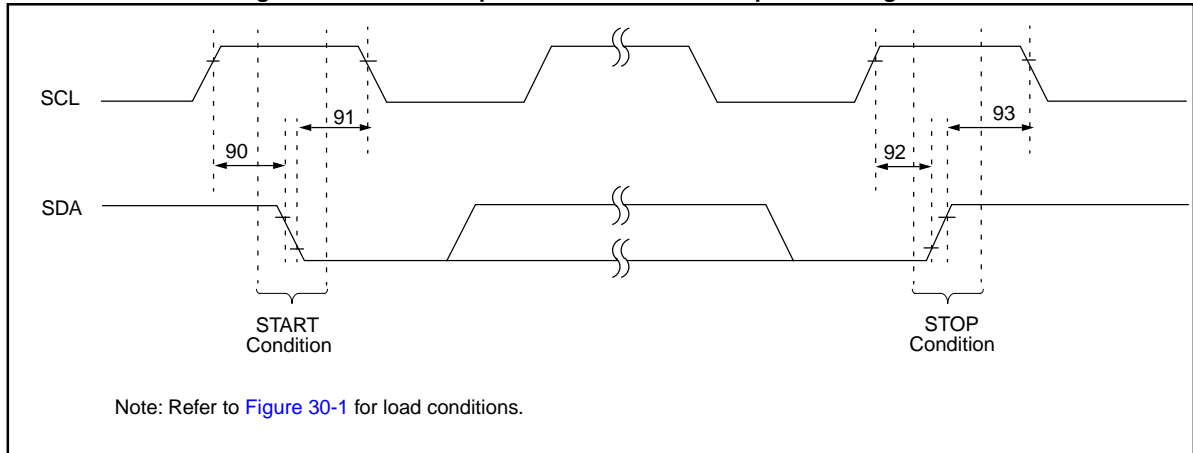 SCL
91
93
90
92
SDA
START
Condition
STOP
Condition
Note: Refer to Figure 30-1 for load conditions.